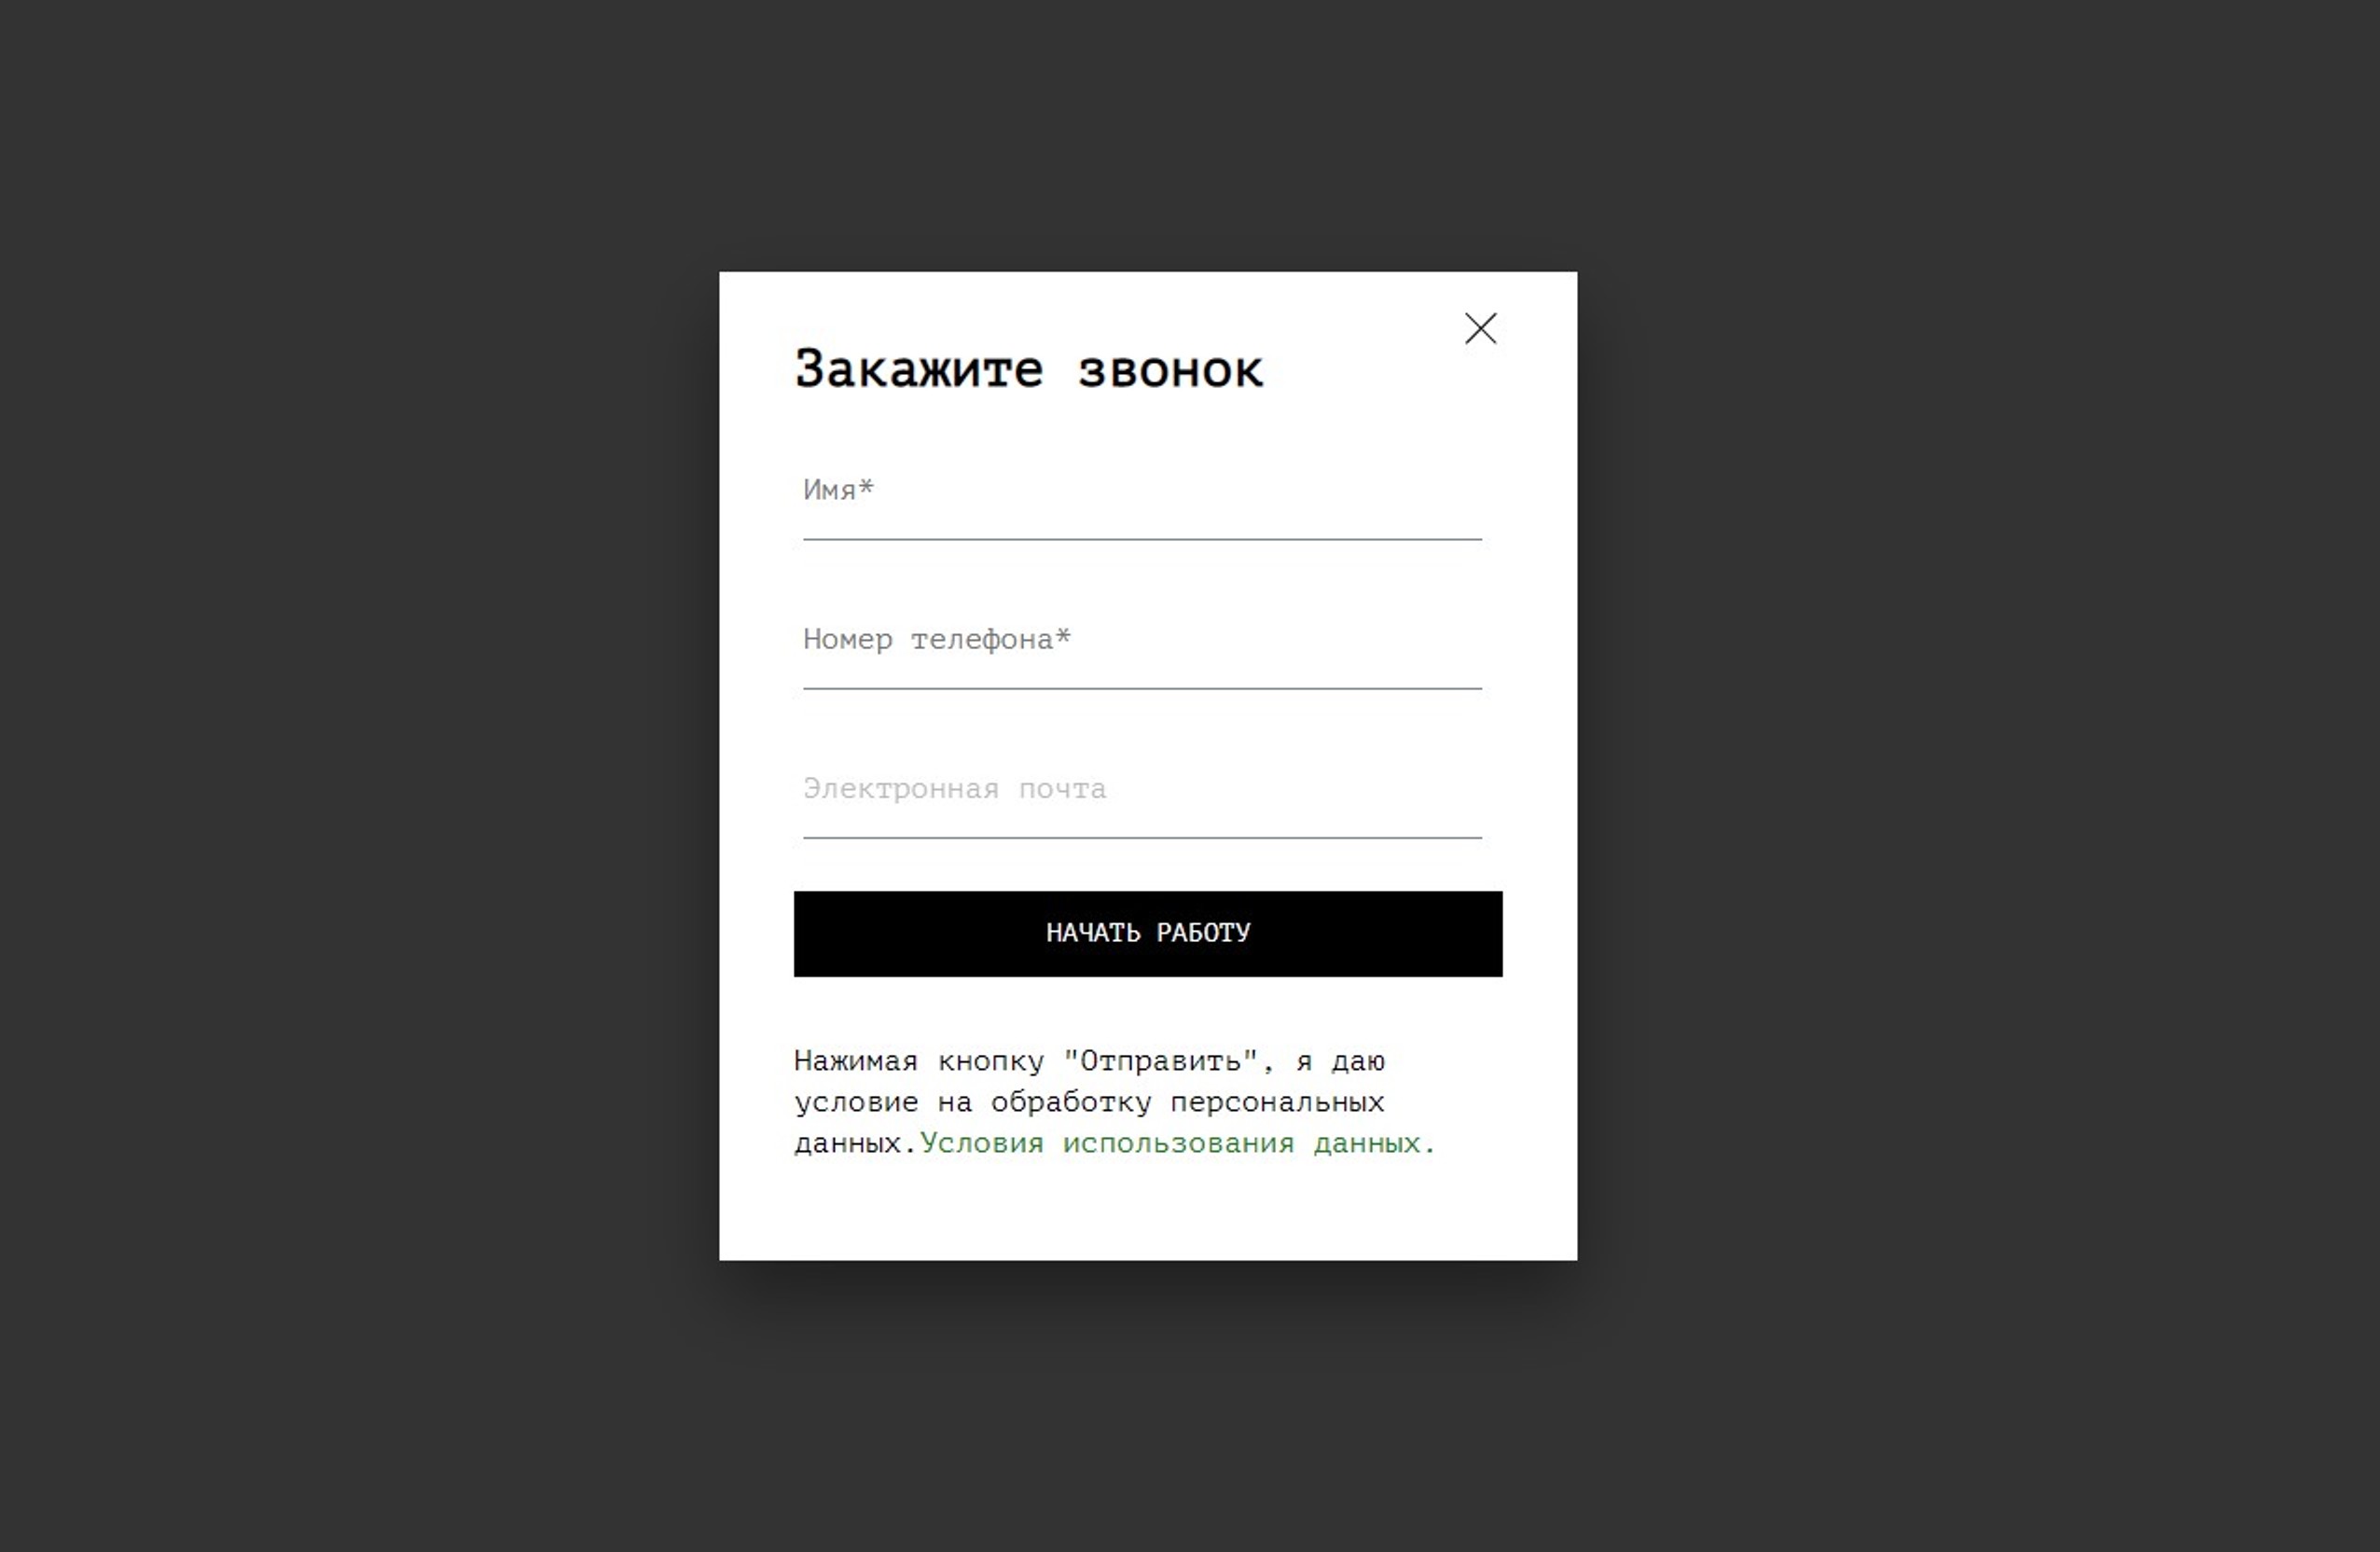 Закажите звонок
Имя*
Номер телефона*
Электронная почта
НАЧАТЬ РАБОТУ
Нажимая кнопку "Отправить", я даю
условие на обработку персональных
данных.Условия использования данных.